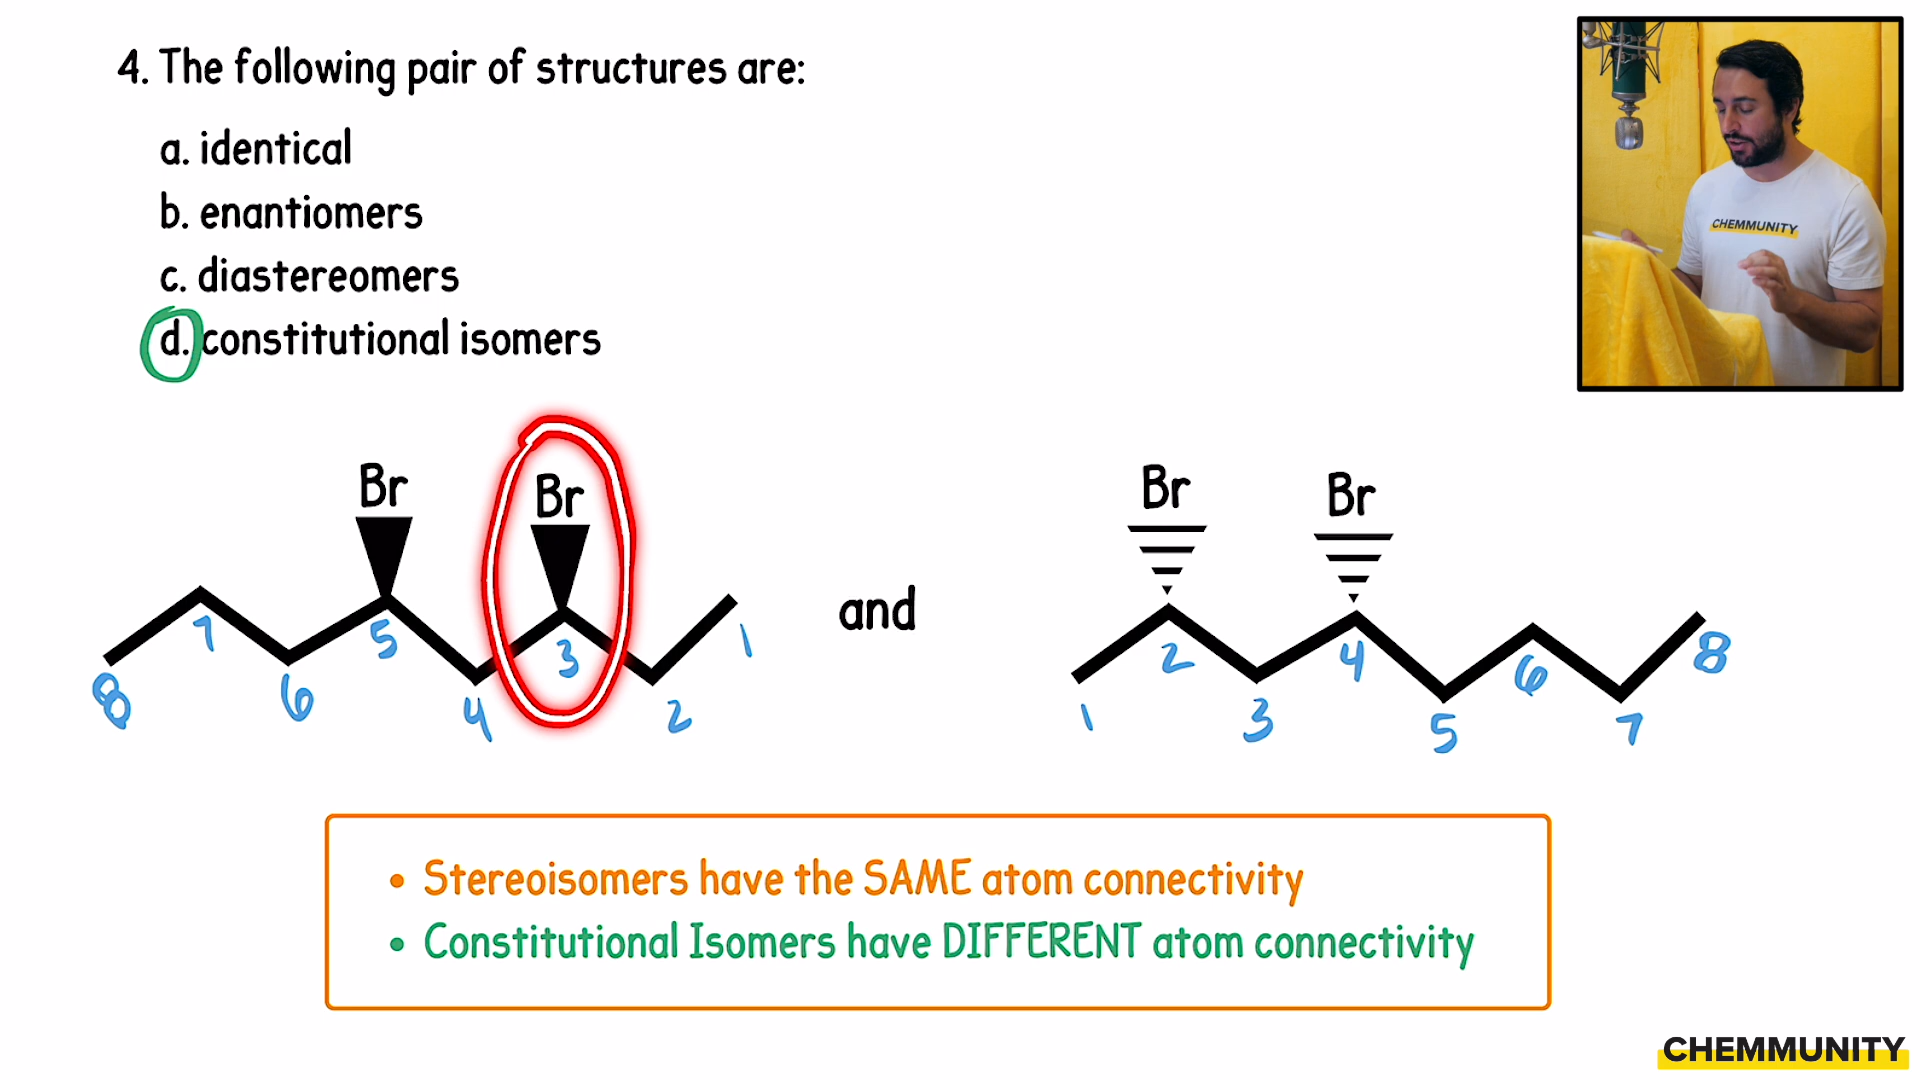 4. The following pair of structures are:
a. identical
b. enantiomers
c. diastereomers
d. constitutional isomers
CHEMMUNITY
Br Br
and
Br Br
8 7 6 5 4 3 2 1
1 2 3 4 5 6 7 8
• Stereoisomers have the SAME atom connectivity
• Constitutional Isomers have DIFFERENT atom connectivity
CHEMMUNITY